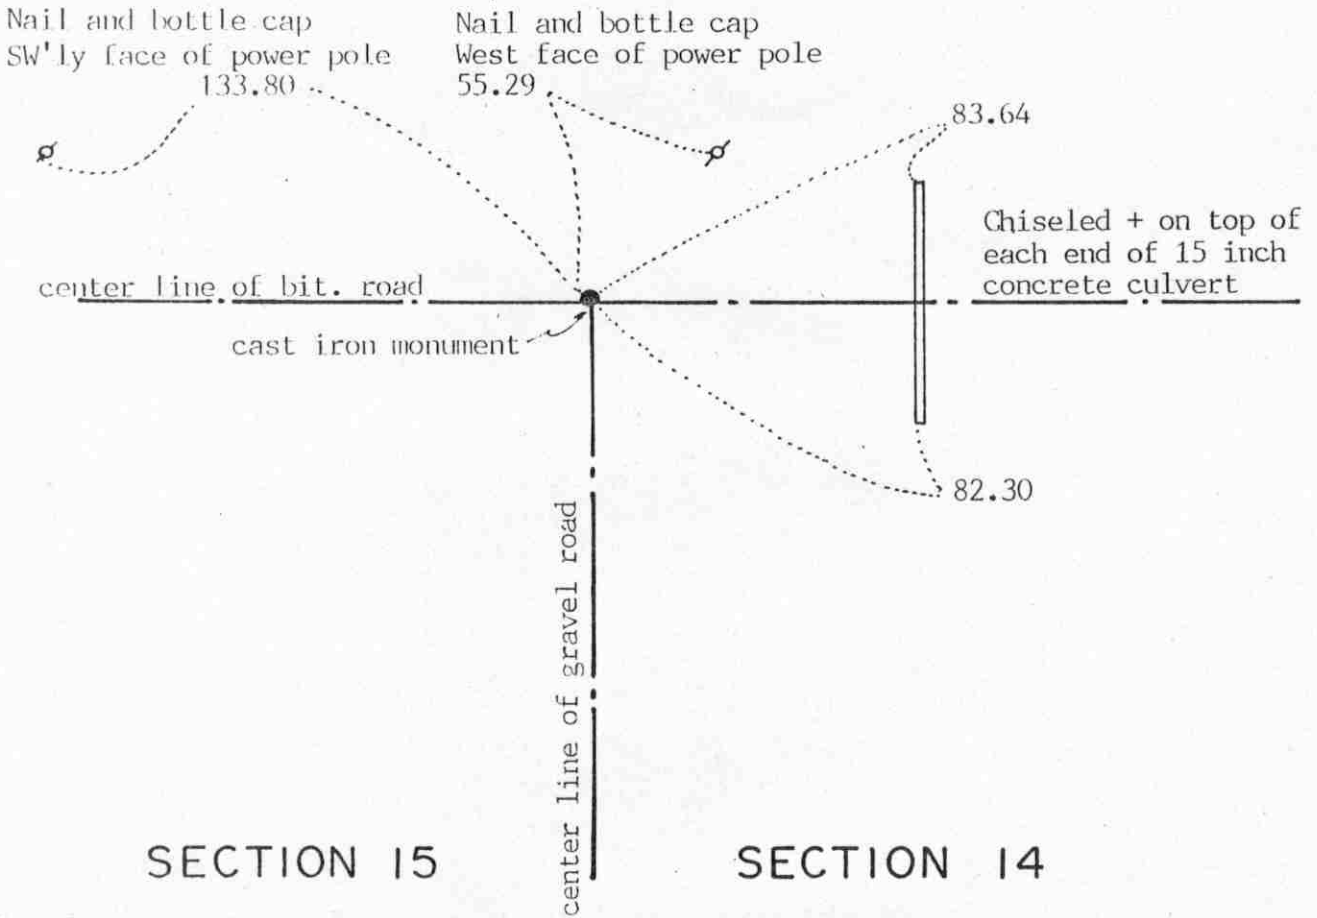 Nail and bottle cap
SW'ly face of power pole
133.80
Nail and bottle cap
West face of power pole
55.29
83.64
Chiseled + on top of
each end of 15 inch
concrete culvert
center line of bit. road
cast iron monument
82.30
center line of gravel road
SECTION 15
SECTION 14